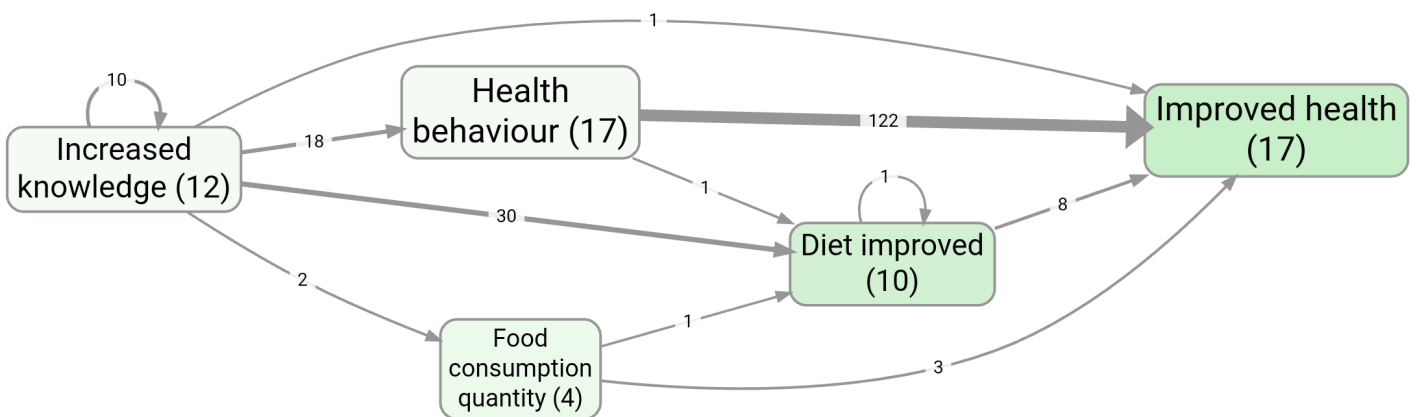 1
10
Health
behaviour (17)
Improved health
(17)
122
18
Increased
knowledge (12)
1
1
30
8
Diet improved
(10)
2
1
Food
consumption
quantity (4)
3